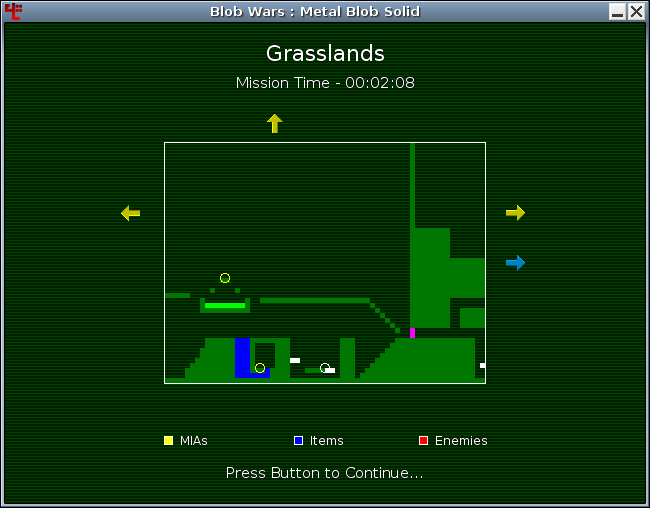 Blob Wars : Metal Blob Solid
Grasslands
Mission Time - 00:02:08
MIAs
Items
Enemies
Press Button to Continue...